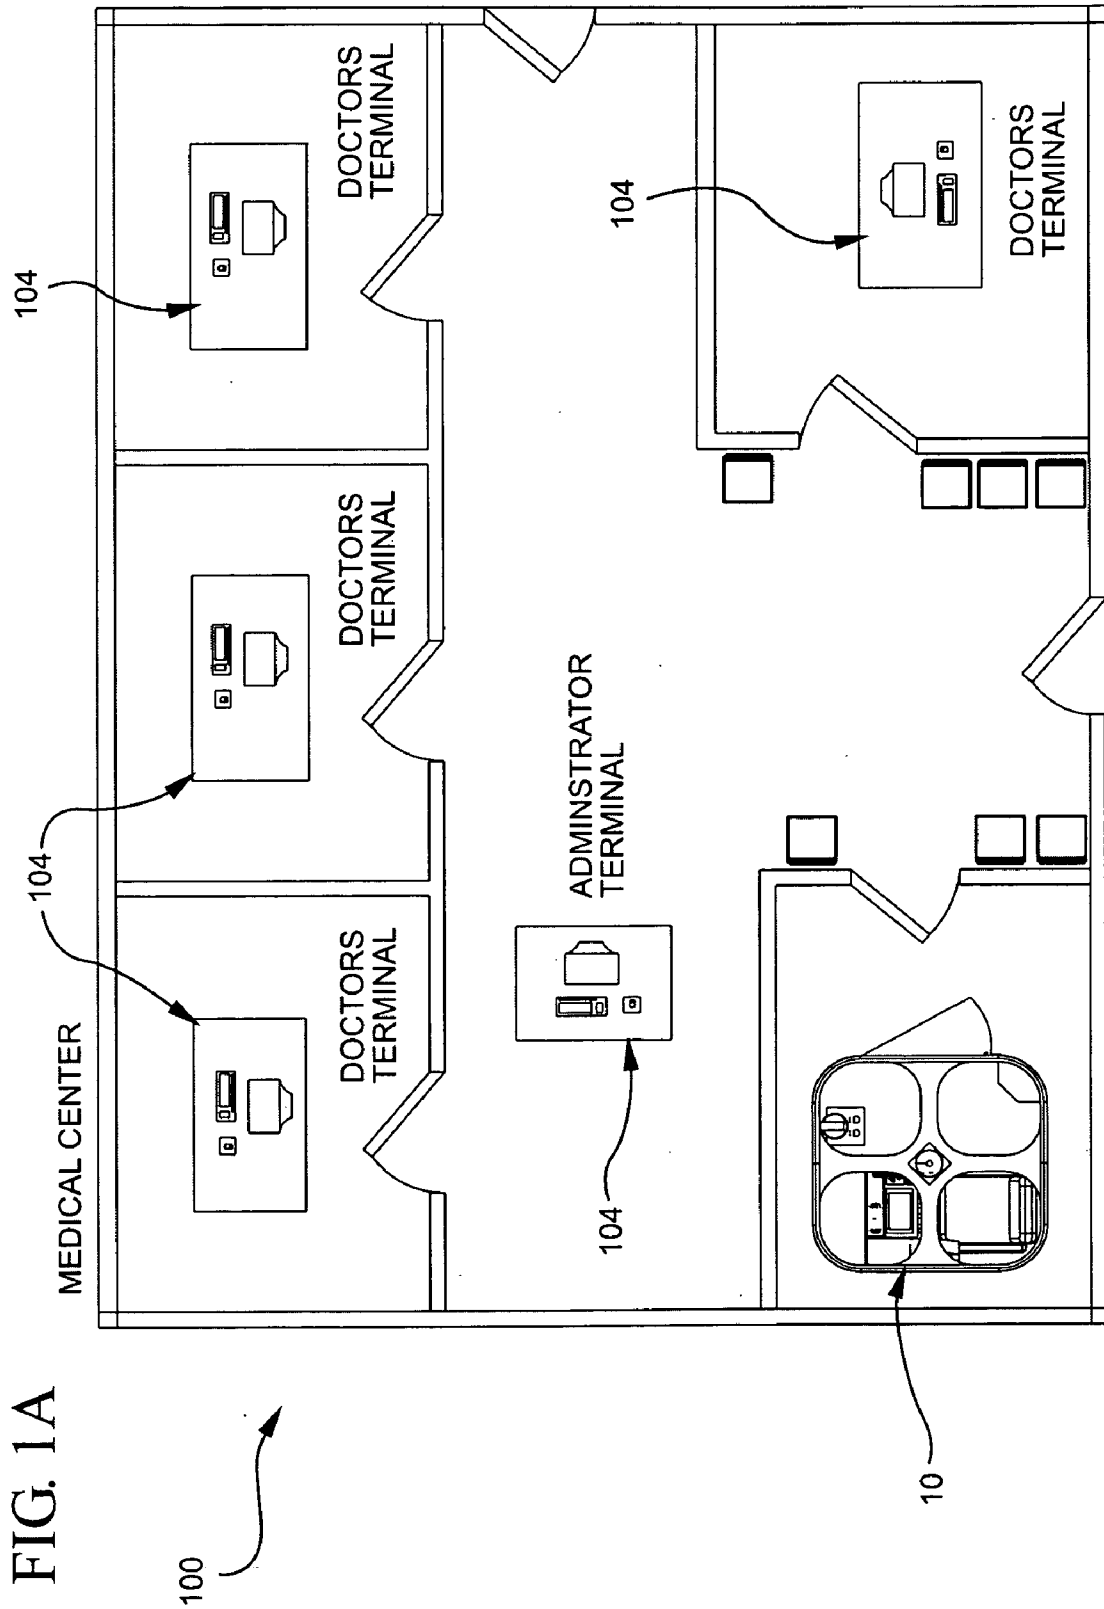 FIG. 1A
100
MEDICAL CENTER
104
104
DOCTORS
TERMINAL
DOCTORS
TERMINAL
DOCTORS
TERMINAL
ADMINSTRATOR
TERMINAL
104
104
DOCTORS
TERMINAL
10